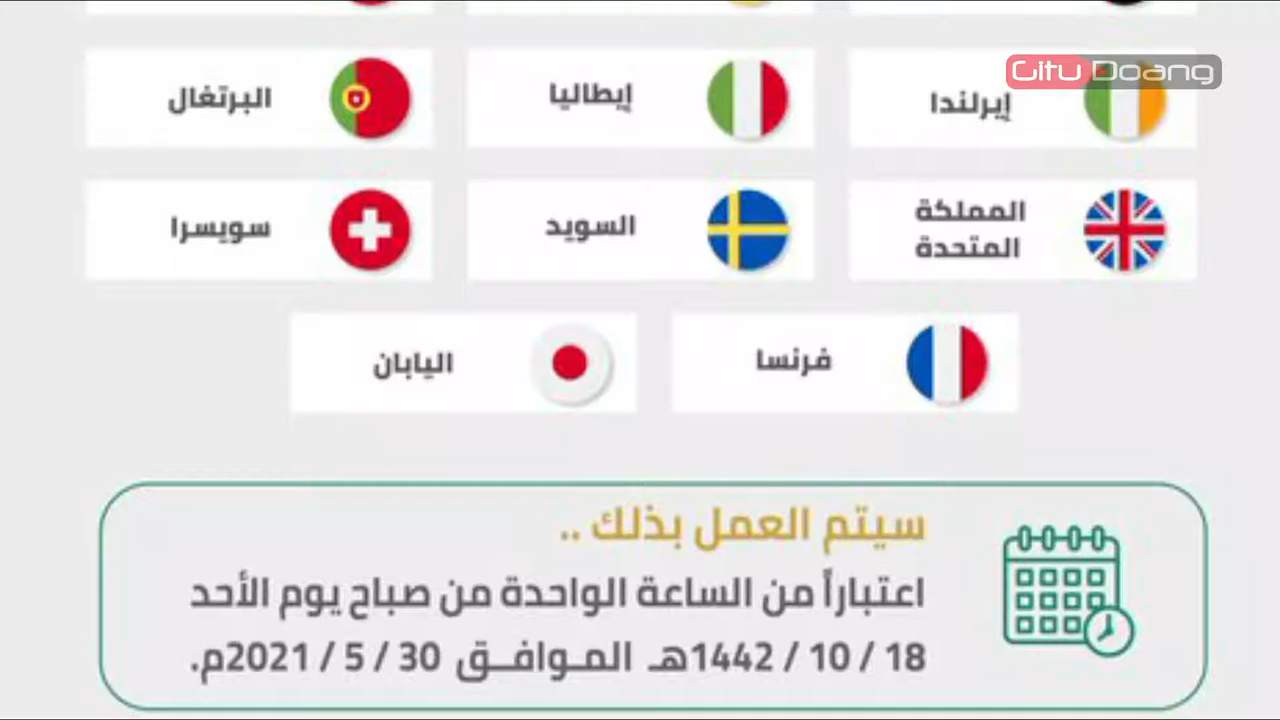 Citu Doang
إيرلندا
إيطاليا
البرتغال
المملكة
المتحدة
السويد
سويسرا
فرنسا
اليابان
سيتم العمل بذلك ..
اعتباراً من الساعة الواحدة من صباح يوم الأحد
18 / 10 / 1442هـ الموافق 30 / 5 / 2021م.